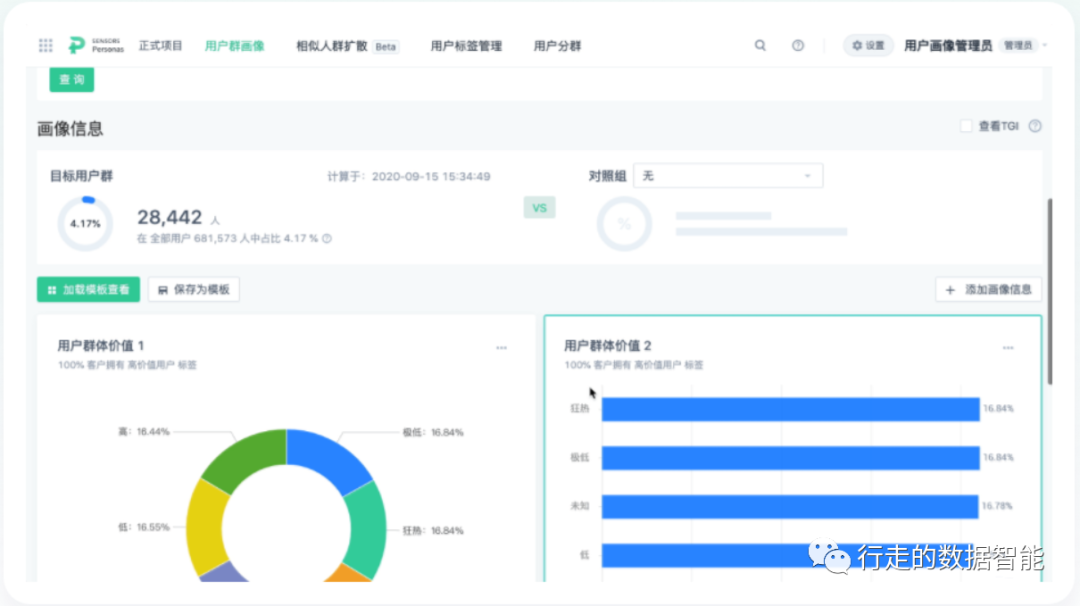 SENSORS
Personas
正式项目
用户群画像
相似人群扩散 Beta
用户标签管理
用户分群
设置
用户画像管理员 管理员
查 询
画像信息
查看TGI
目标用户群
计算于：2020-09-15 15:34:49
对照组 无
4.17%
28,442 人
在 全部用户 681,573 人中占比 4.17 %
VS
%
加载模板查看
保存为模板
+ 添加画像信息
用户群体价值 1
100% 客户拥有 高价值用户 标签
高：16.44%
极低：16.84%
低：16.55%
狂热：16.84%
用户群体价值 2
100% 客户拥有 高价值用户 标签
狂热 16.84%
极低 16.84%
未知 16.78%
低
行走的数据智能